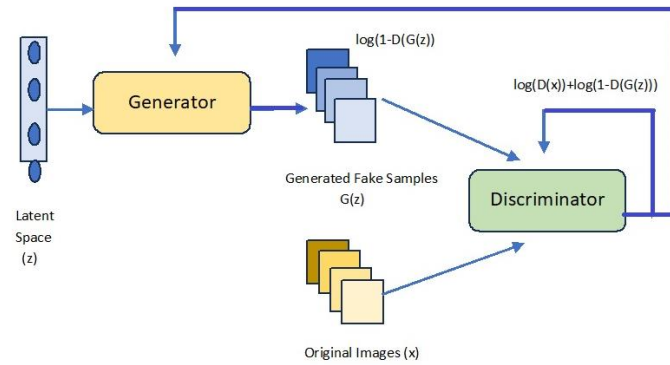 log(1-D(G(z))
Generator
log(D(x))+log(1-D(G(z)))
Generated Fake Samples
G(z)
Discriminator
Latent
Space
(z)
Original Images (x)